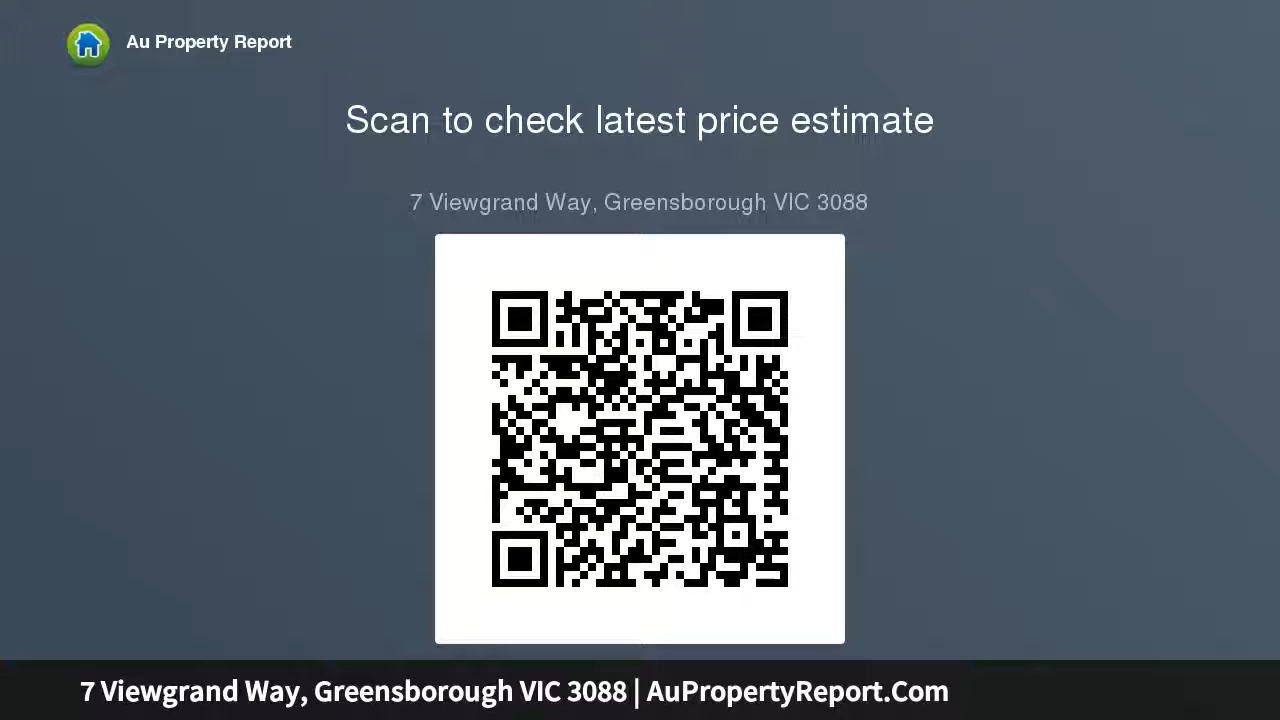 Au Property Report
Scan to check latest price estimate
7 Viewgrand Way, Greensborough VIC 3088
7 Viewgrand Way, Greensborough VIC 3088 | AuPropertyReport.Com